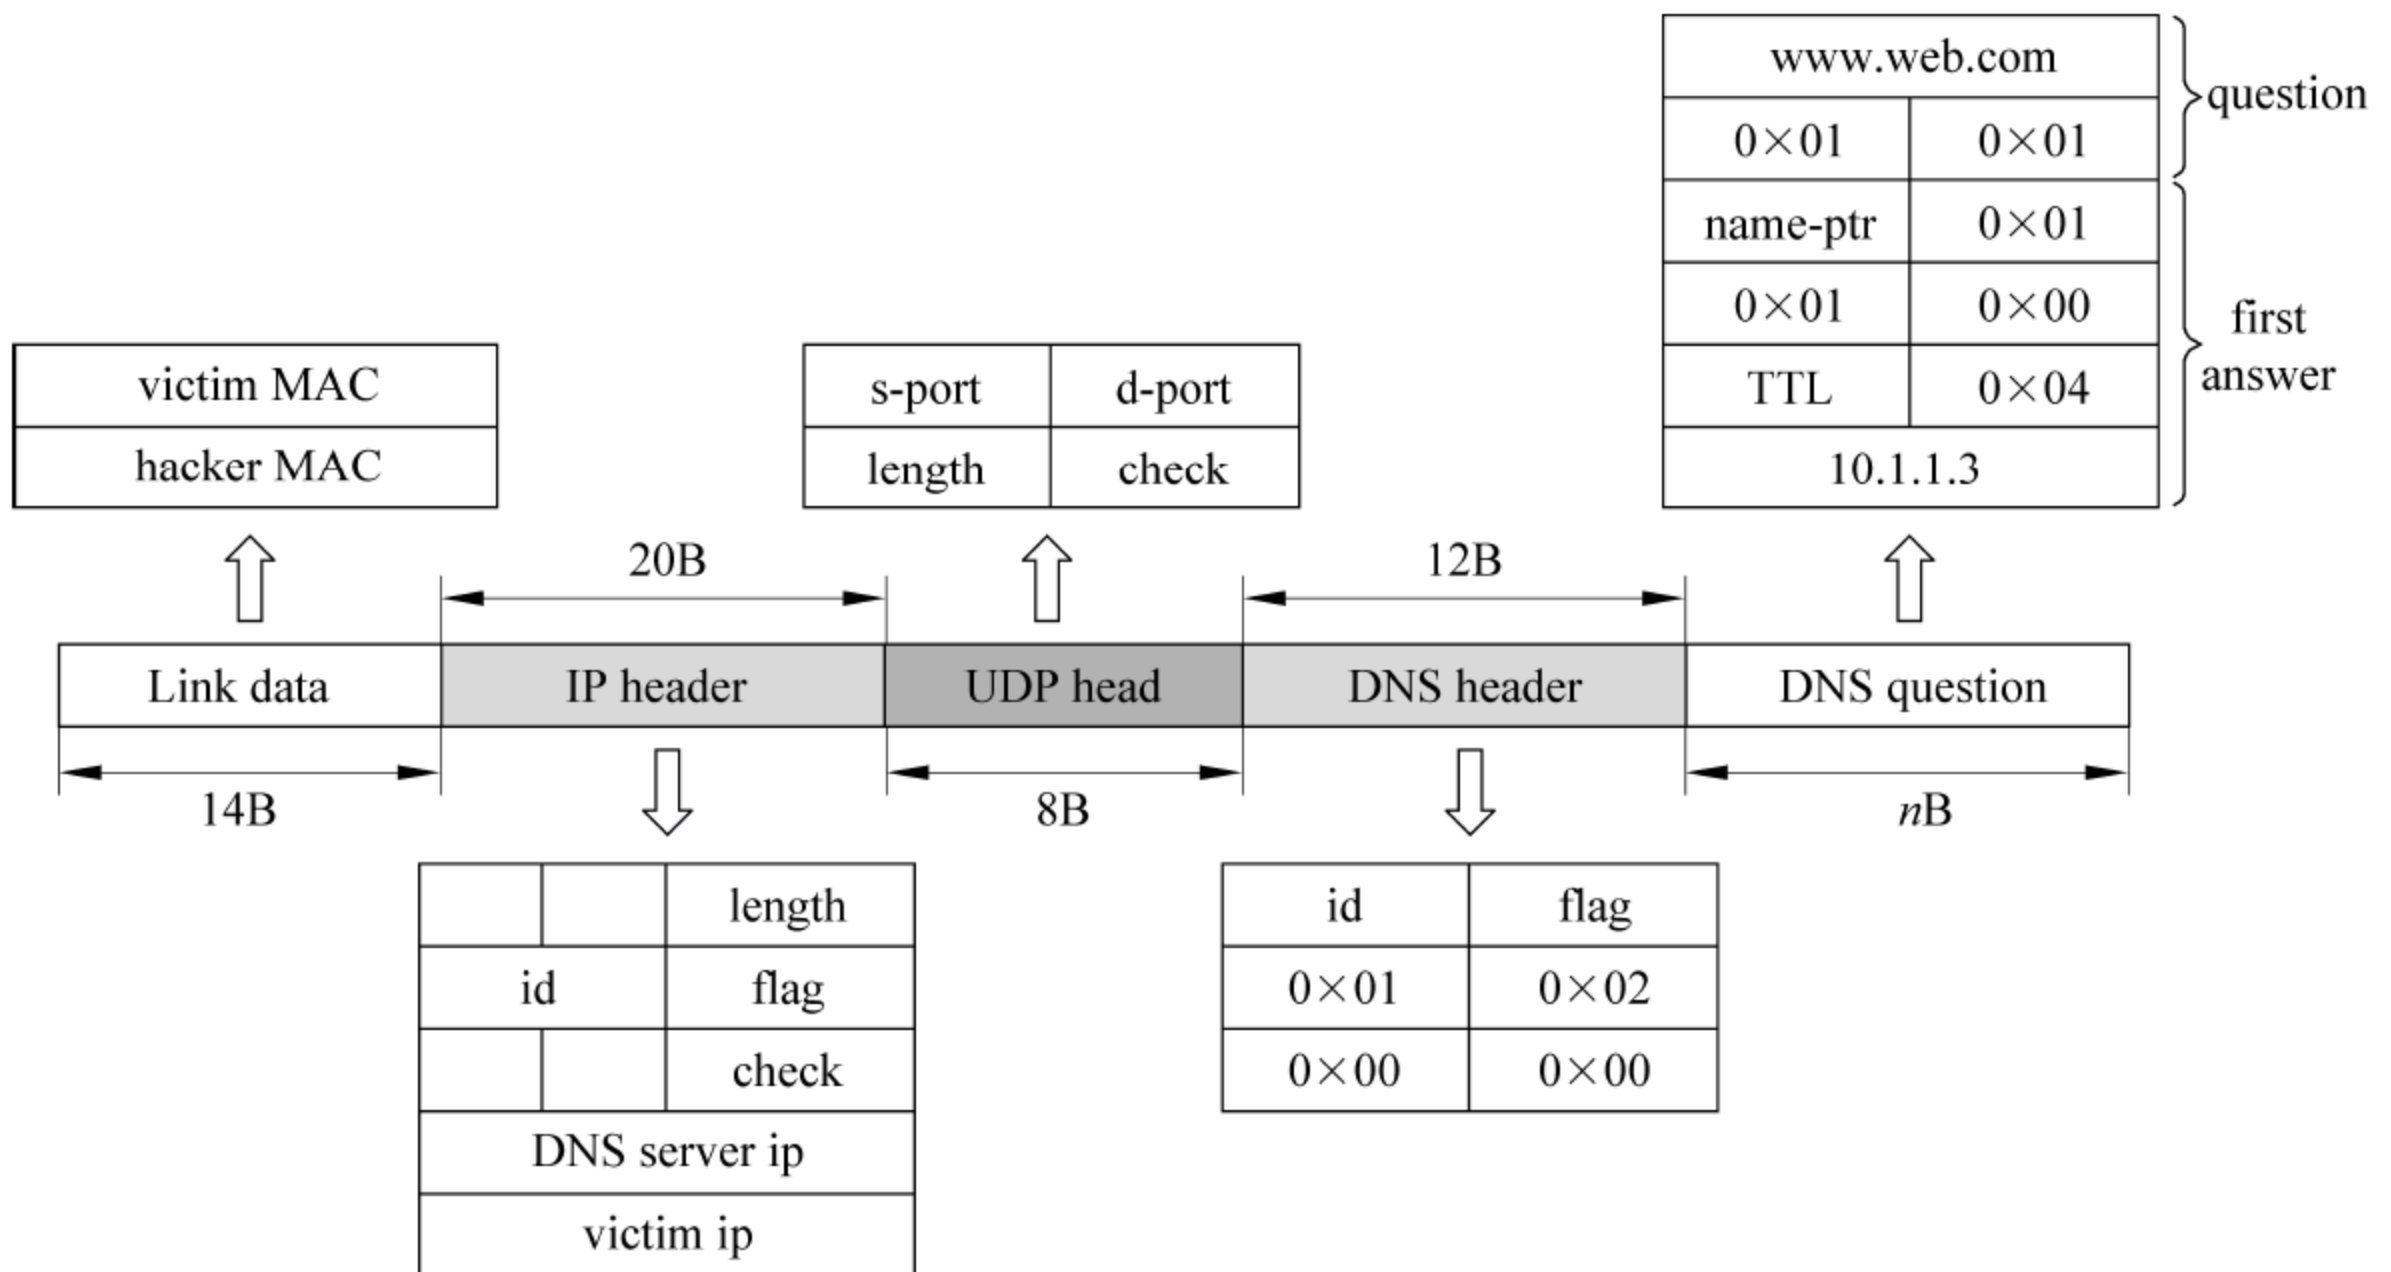 www.web.com
0×01 0×01
question
name-ptr 0×01
0×01 0×00
TTL 0×04
10.1.1.3
first
answer
victim MAC
hacker MAC
s-port d-port
length check
20B 12B
Link data IP header UDP head DNS header DNS question
14B 8B nB
length
id flag
check
DNS server ip
victim ip
id flag
0×01 0×02
0×00 0×00